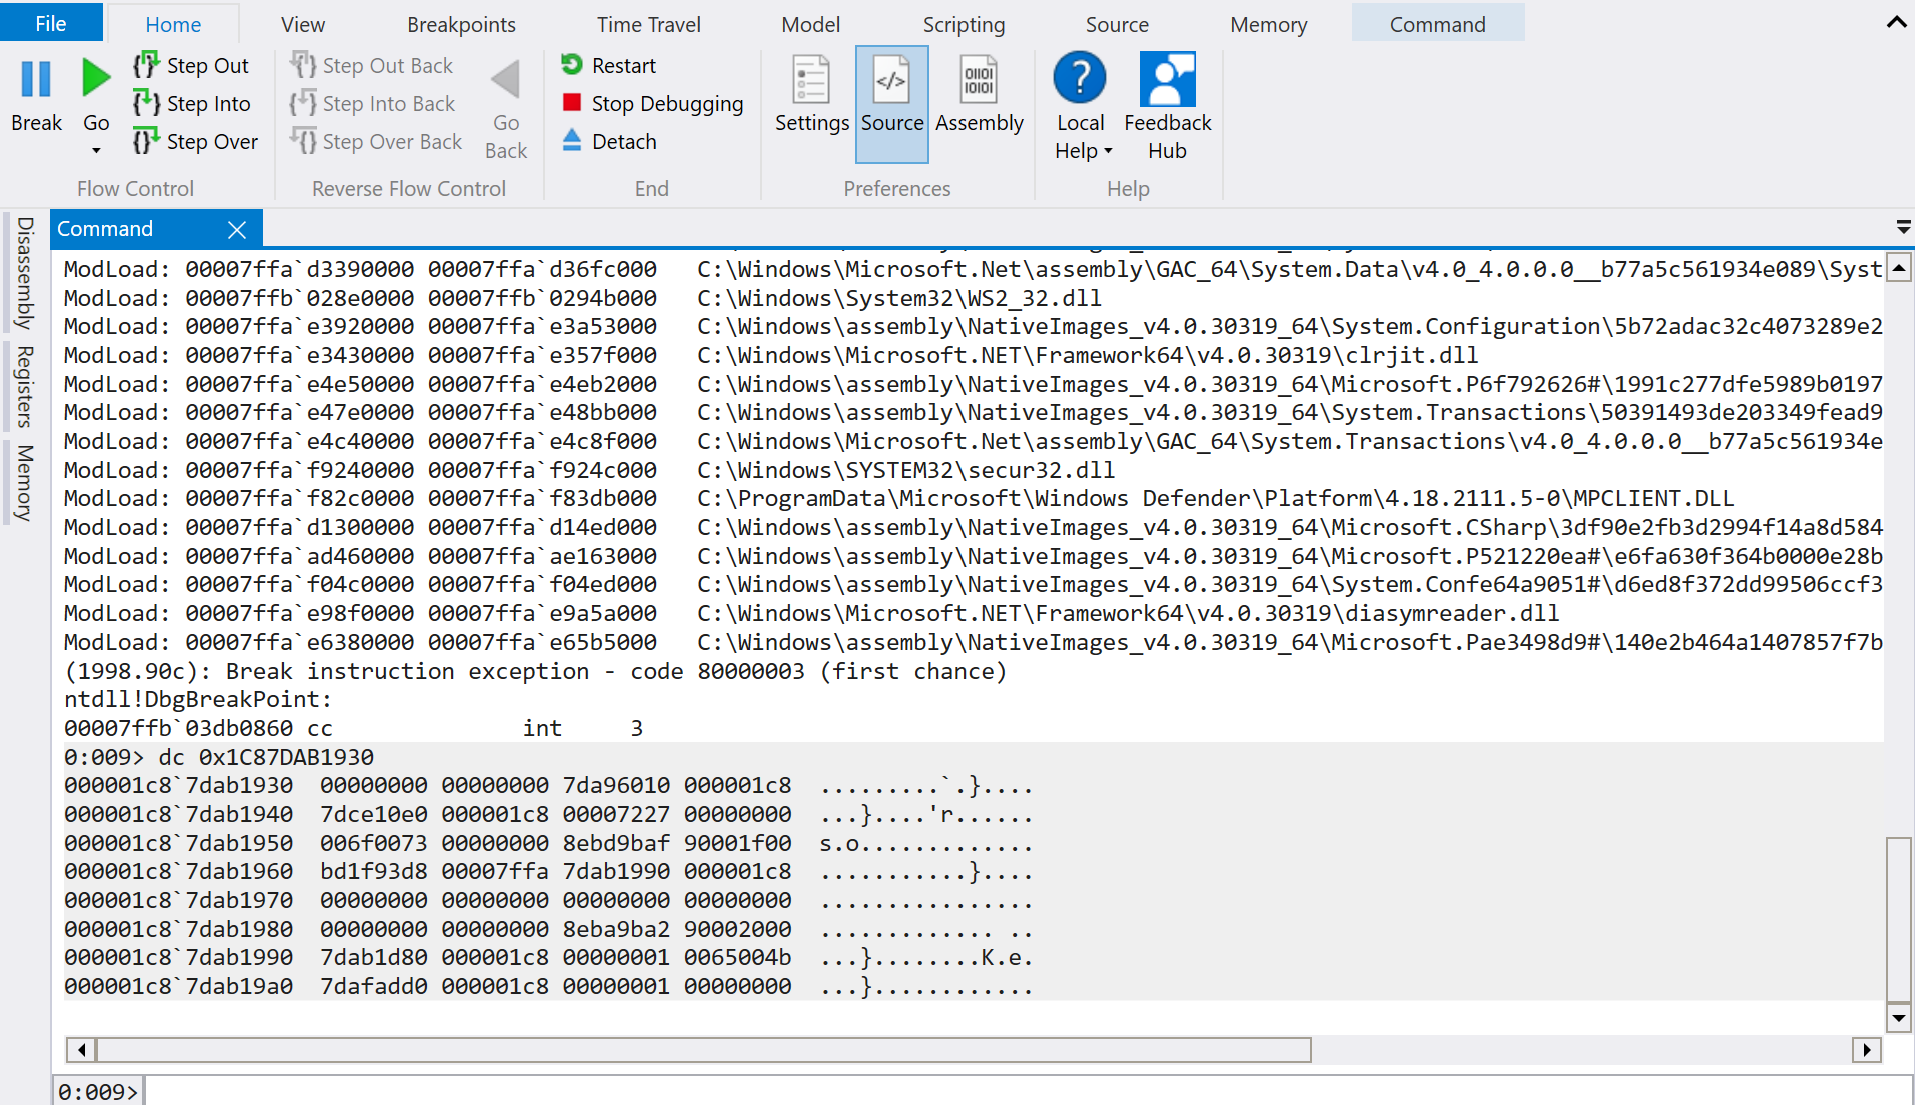 File Home View Breakpoints Time Travel Model Scripting Source Memory Command
Break
Go
Step Out
Step Into
Step Over
Flow Control
Step Out Back
Step Into Back
Step Over Back
Go
Back
Reverse Flow Control
Restart
Stop Debugging
Detach
End
Settings
Source
Assembly
Preferences
Local
Help
Feedback
Hub
Help
Disassembly
Registers
Memory
Command
ModLoad: 00007ffa`d3390000 00007ffa`d36fc000   C:\Windows\Microsoft.Net\assembly\GAC_64\System.Data\v4.0_4.0.0.0__b77a5c561934e089\Syst
ModLoad: 00007ffb`028e0000 00007ffb`0294b000   C:\Windows\System32\WS2_32.dll
ModLoad: 00007ffa`e3920000 00007ffa`e3a53000   C:\Windows\assembly\NativeImages_v4.0.30319_64\System.Configuration\5b72adac32c4073289e2
ModLoad: 00007ffa`e3430000 00007ffa`e357f000   C:\Windows\Microsoft.NET\Framework64\v4.0.30319\clrjit.dll
ModLoad: 00007ffa`e4e50000 00007ffa`e4eb2000   C:\Windows\assembly\NativeImages_v4.0.30319_64\Microsoft.P6f792626#\1991c277dfe5989b0197
ModLoad: 00007ffa`e47e0000 00007ffa`e48bb000   C:\Windows\assembly\NativeImages_v4.0.30319_64\System.Transactions\50391493de203349fead9
ModLoad: 00007ffa`e4c40000 00007ffa`e4c8f000   C:\Windows\Microsoft.Net\assembly\GAC_64\System.Transactions\v4.0_4.0.0.0__b77a5c561934e
ModLoad: 00007ffa`f9240000 00007ffa`f924c000   C:\Windows\SYSTEM32\secur32.dll
ModLoad: 00007ffa`f82c0000 00007ffa`f83db000   C:\ProgramData\Microsoft\Windows Defender\Platform\4.18.2111.5-0\MPCLIENT.DLL
ModLoad: 00007ffa`d1300000 00007ffa`d14ed000   C:\Windows\assembly\NativeImages_v4.0.30319_64\Microsoft.CSharp\3df90e2fb3d2994f14a8d584
ModLoad: 00007ffa`ad460000 00007ffa`ae163000   C:\Windows\assembly\NativeImages_v4.0.30319_64\Microsoft.P521220ea#\e6fa630f364b0000e28b
ModLoad: 00007ffa`f04c0000 00007ffa`f04ed000   C:\Windows\assembly\NativeImages_v4.0.30319_64\System.Confe64a9051#\d6ed8f372dd99506ccf3
ModLoad: 00007ffa`e98f0000 00007ffa`e9a5a000   C:\Windows\Microsoft.NET\Framework64\v4.0.30319\diasymreader.dll
ModLoad: 00007ffa`e6380000 00007ffa`e65b5000   C:\Windows\assembly\NativeImages_v4.0.30319_64\Microsoft.Pae3498d9#\140e2b464a1407857f7b
(1998.90c): Break instruction exception - code 80000003 (first chance)
ntdll!DbgBreakPoint:
00007ffb`03db0860 cc              int     3
0:009> dc 0x1C87DAB1930
000001c8`7dab1930  00000000 00000000 7da96010 000001c8  .........`.}....
000001c8`7dab1940  7dce10e0 000001c8 00007227 00000000  ...}....'r......
000001c8`7dab1950  006f0073 00000000 8ebd9baf 90001f00  s.o.............
000001c8`7dab1960  bd1f93d8 00007ffa 7dab1990 000001c8  ...........}....
000001c8`7dab1970  00000000 00000000 00000000 00000000  ................
000001c8`7dab1980  00000000 00000000 8eba9ba2 90002000  ............. ..
000001c8`7dab1990  7dab1d80 000001c8 00000001 0065004b  ...}........K.e.
000001c8`7dab19a0  7dafadd0 000001c8 00000001 00000000  ...}............
0:009>